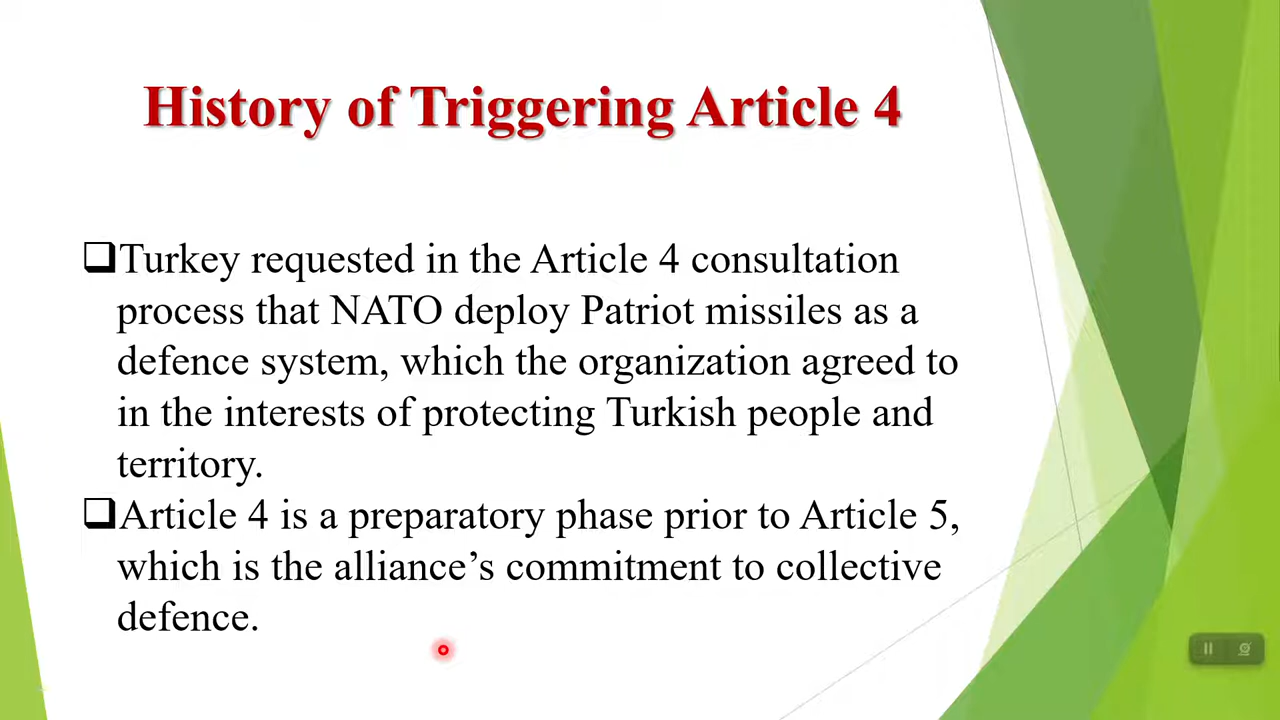 History of Triggering Article 4
❑Turkey requested in the Article 4 consultation
process that NATO deploy Patriot missiles as a
defence system, which the organization agreed to
in the interests of protecting Turkish people and
territory.
❑Article 4 is a preparatory phase prior to Article 5,
which is the alliance’s commitment to collective
defence.